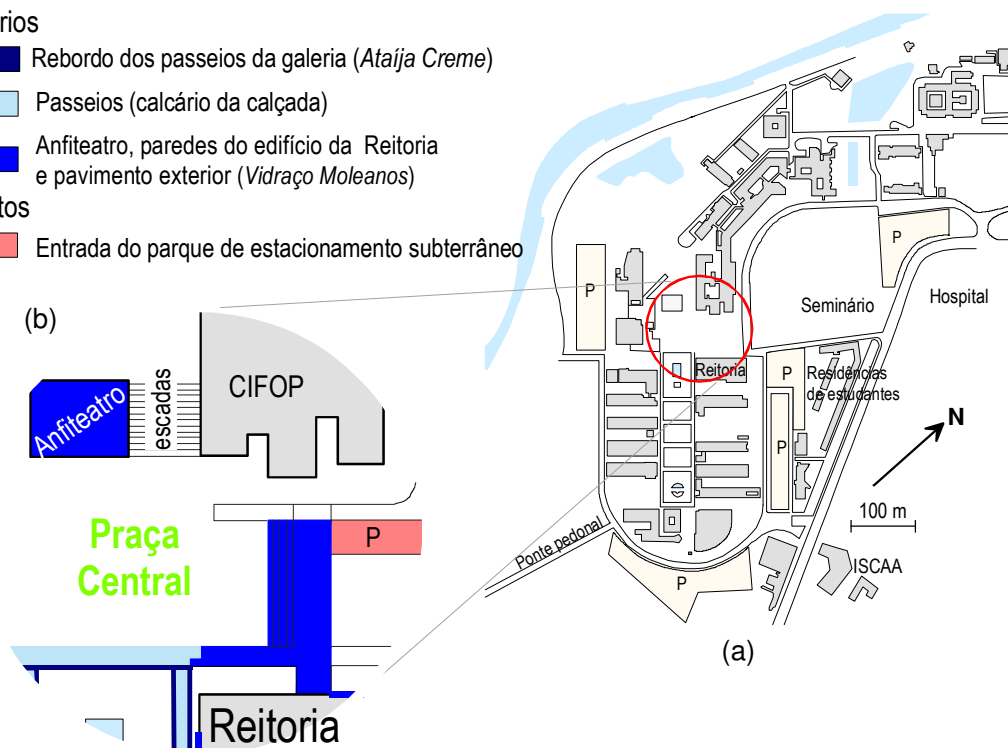 rios
Rebordo dos passeios da galeria (Ataíja Creme)
Passeios (calcário da calçada)
Anfiteatro, paredes do edifício da Reitoria
e pavimento exterior (Vidraço Moleanos)
tos
Entrada do parque de estacionamento subterrâneo
(b)
Anfiteatro
escadas
CIFOP
Praça
Central
P
Reitoria
P
P
Seminário
Hospital
Reitoria
P
Residências
de estudantes
P
N
100 m
Ponte pedonal
P
ISCAA
(a)